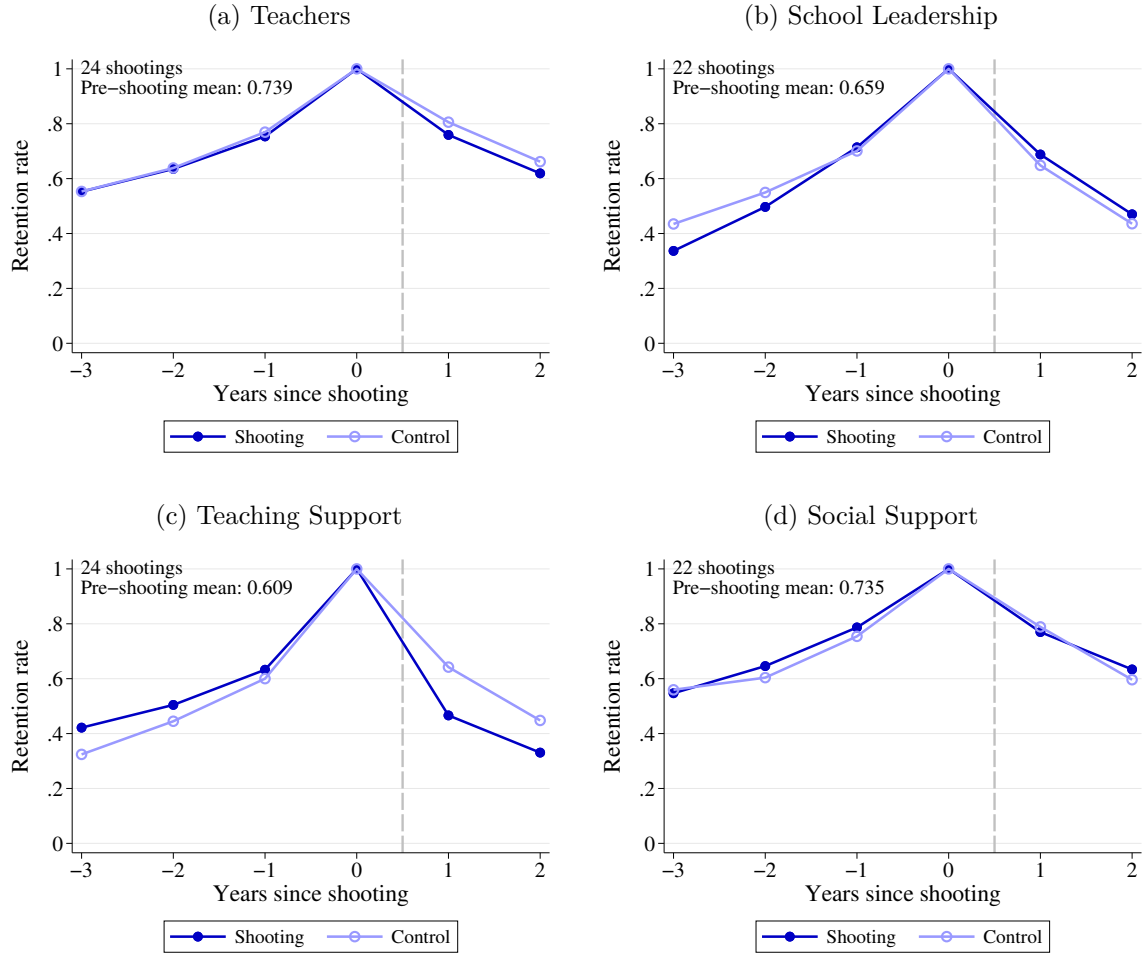 (a) Teachers
24 shootings
Pre−shooting mean: 0.739
1
.8
.6
.4
.2
0
Retention rate
−3 −2 −1 0 1 2
Years since shooting
Shooting Control
(b) School Leadership
22 shootings
Pre−shooting mean: 0.659
1
.8
.6
.4
.2
0
Retention rate
−3 −2 −1 0 1 2
Years since shooting
Shooting Control
(c) Teaching Support
24 shootings
Pre−shooting mean: 0.609
1
.8
.6
.4
.2
0
Retention rate
−3 −2 −1 0 1 2
Years since shooting
Shooting Control
(d) Social Support
22 shootings
Pre−shooting mean: 0.735
1
.8
.6
.4
.2
0
Retention rate
−3 −2 −1 0 1 2
Years since shooting
Shooting Control